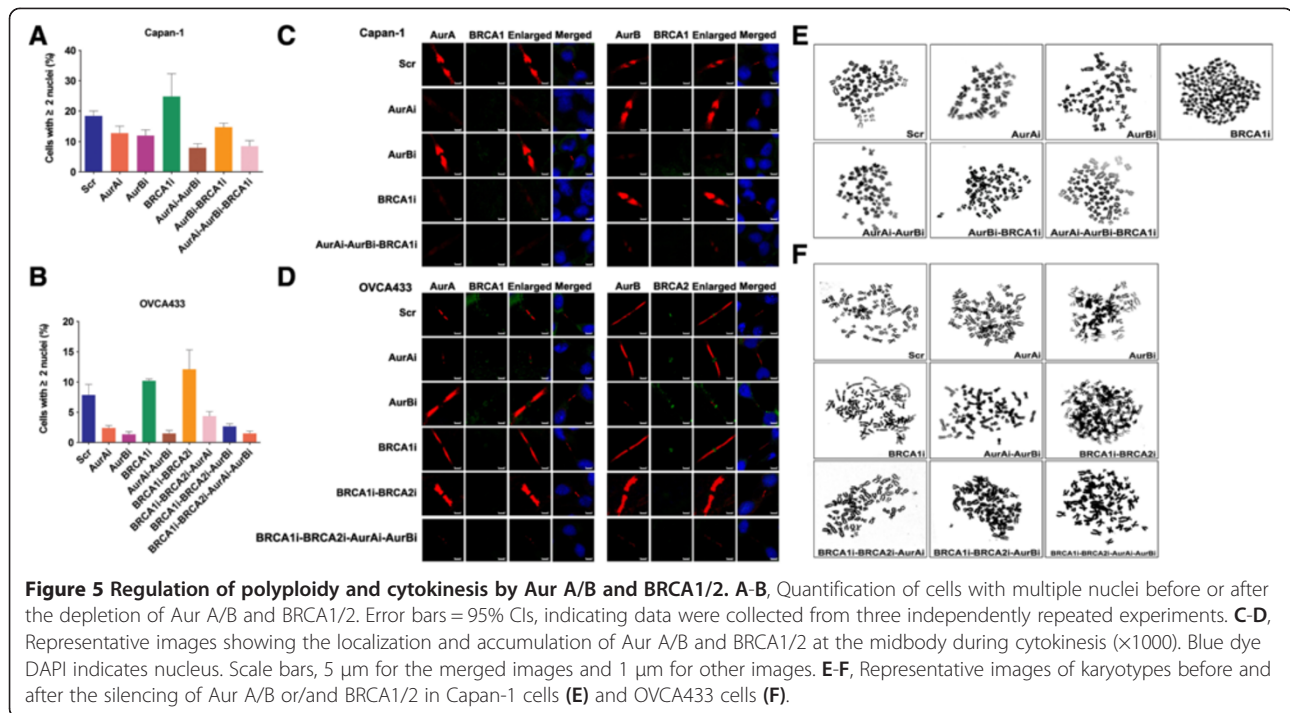 A
Capan-1
Cells with ≥ 2 nuclei (%)
40
30
20
10
0
Scr
AurAi
AurBi
BRCA1i
AurAi-AurBi
AurBi-BRCA1i
AurAi-AurBi-BRCA1i
B
OVCA433
Cells with ≥ 2 nuclei (%)
20
15
10
5
0
Scr
AurAi
AurBi
BRCA1i
AurAi-AurBi
BRCA1i-BRCA2i
BRCA1i-BRCA2i-AurAi
BRCA1i-BRCA2i-AurBi
BRCA1i-BRCA2i-AurAi-AurBi
C
Capan-1
AurA BRCA1 Enlarged Merged AurB BRCA1 Enlarged Merged
Scr
AurAi
AurBi
BRCA1i
AurAi-AurBi-BRCA1i
D
OVCA433
AurA BRCA1 Enlarged Merged AurB BRCA2 Enlarged Merged
Scr
AurAi
AurBi
BRCA1i
BRCA1i-BRCA2i
BRCA1i-BRCA2i-AurAi-AurBi
E
Scr AurAi AurBi BRCA1i
AurAi-AurBi AurBi-BRCA1i AurAi-AurBi-BRCA1i
F
Scr AurAi AurBi
BRCA1i AurAi-AurBi BRCA1i-BRCA2i
BRCA1i-BRCA2i-AurAi BRCA1i-BRCA2i-AurBi BRCA1i-BRCA2i-AurAi-AurBi
Figure 5 Regulation of polyploidy and cytokinesis by Aur A/B and BRCA1/2. A-B, Quantification of cells with multiple nuclei before or after
the depletion of Aur A/B and BRCA1/2. Error bars = 95% CIs, indicating data were collected from three independently repeated experiments. C-D,
Representative images showing the localization and accumulation of Aur A/B and BRCA1/2 at the midbody during cytokinesis (×1000). Blue dye
DAPI indicates nucleus. Scale bars, 5 μm for the merged images and 1 μm for other images. E-F, Representative images of karyotypes before and
after the silencing of Aur A/B or/and BRCA1/2 in Capan-1 cells (E) and OVCA433 cells (F).